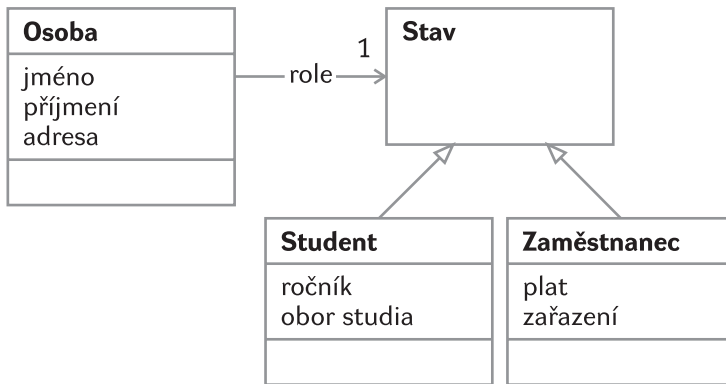 Osoba
jméno
příjmení
adresa
role
1
Stav
Student
ročník
obor studia
Zaměstnanec
plat
zařazení